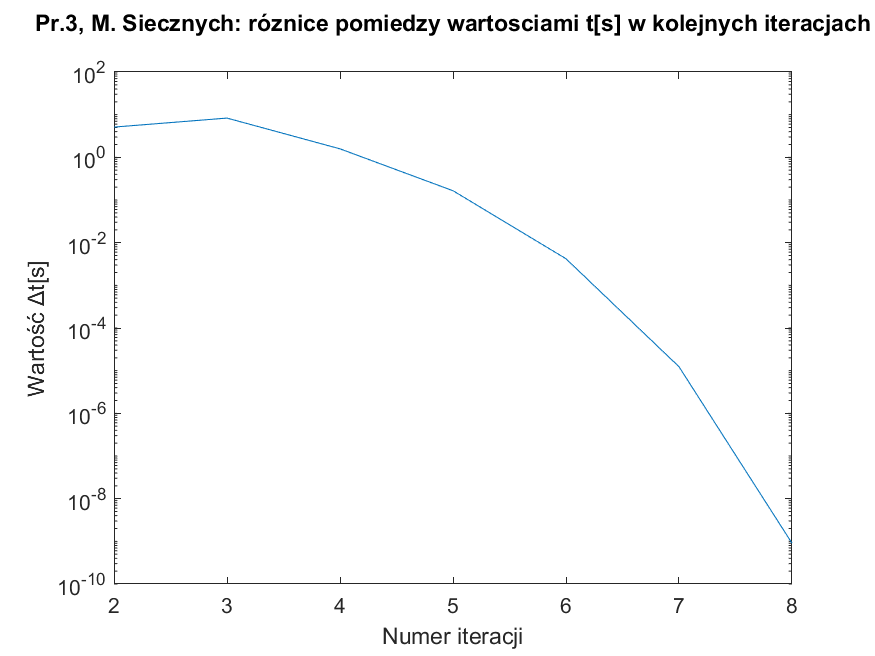 Pr.3, M. Siecznych: róznice pomiedzy wartosciami t[s] w kolejnych iteracjach
10^2
10^0
10^-2
10^-4
10^-6
10^-8
10^-10
Wartość Δt[s]
2 3 4 5 6 7 8
Numer iteracji